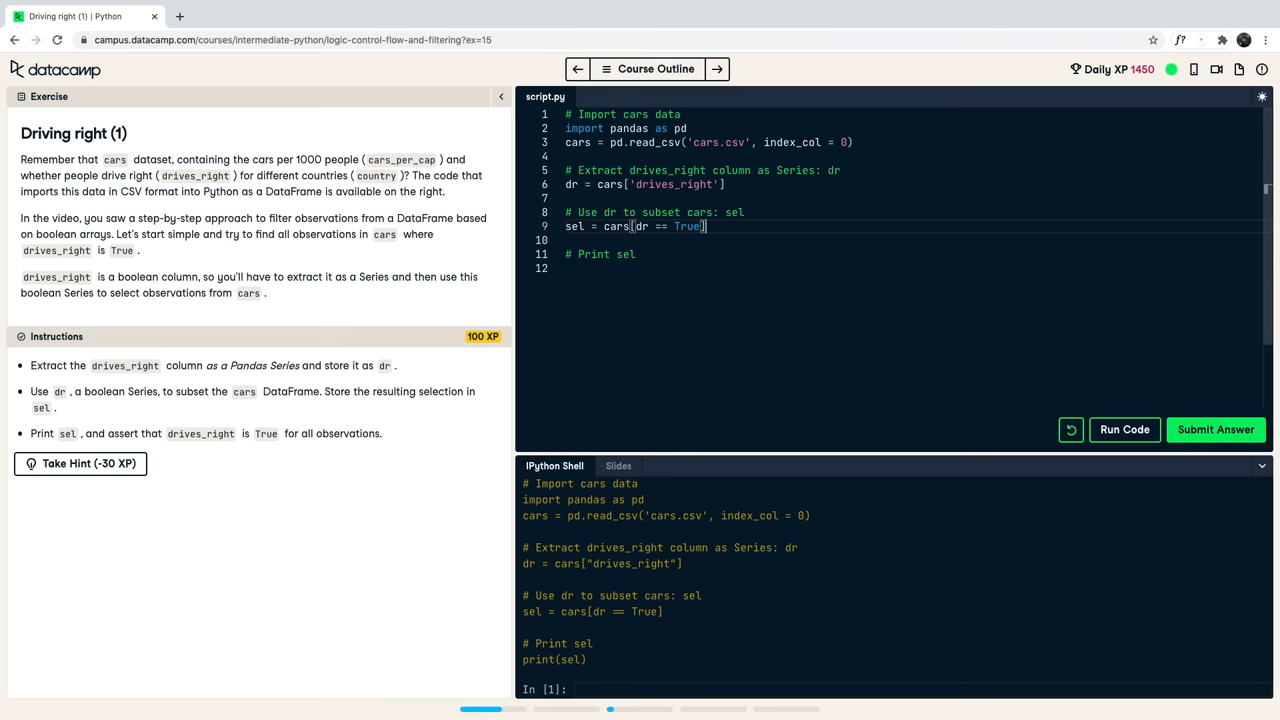 Driving right (1) | Python
campus.datacamp.com/courses/intermediate-python/logic-control-flow-and-filtering?ex=15
datacamp
Course Outline
Daily XP 1450
Exercise
Driving right (1)
Remember that cars dataset, containing the cars per 1000 people ( cars_per_cap ) and
whether people drive right ( drives_right ) for different countries ( country )? The code that
imports this data in CSV format into Python as a DataFrame is available on the right.
In the video, you saw a step-by-step approach to filter observations from a DataFrame based
on boolean arrays. Let's start simple and try to find all observations in cars where
drives_right is True .
drives_right is a boolean column, so you'll have to extract it as a Series and then use this
boolean Series to select observations from cars .
Instructions
100 XP
Extract the drives_right column as a Pandas Series and store it as dr .
Use dr , a boolean Series, to subset the cars DataFrame. Store the resulting selection in
sel .
Print sel , and assert that drives_right is True for all observations.
Take Hint (-30 XP)
script.py
1 # Import cars data
2 import pandas as pd
3 cars = pd.read_csv('cars.csv', index_col = 0)
4
5 # Extract drives_right column as Series: dr
6 dr = cars['drives_right']
7
8 # Use dr to subset cars: sel
9 sel = cars[dr == True]
10
11 # Print sel
12
Run Code
Submit Answer
IPython Shell
Slides
# Import cars data
import pandas as pd
cars = pd.read_csv('cars.csv', index_col = 0)
# Extract drives_right column as Series: dr
dr = cars["drives_right"]
# Use dr to subset cars: sel
sel = cars[dr == True]
# Print sel
print(sel)
In [1]: